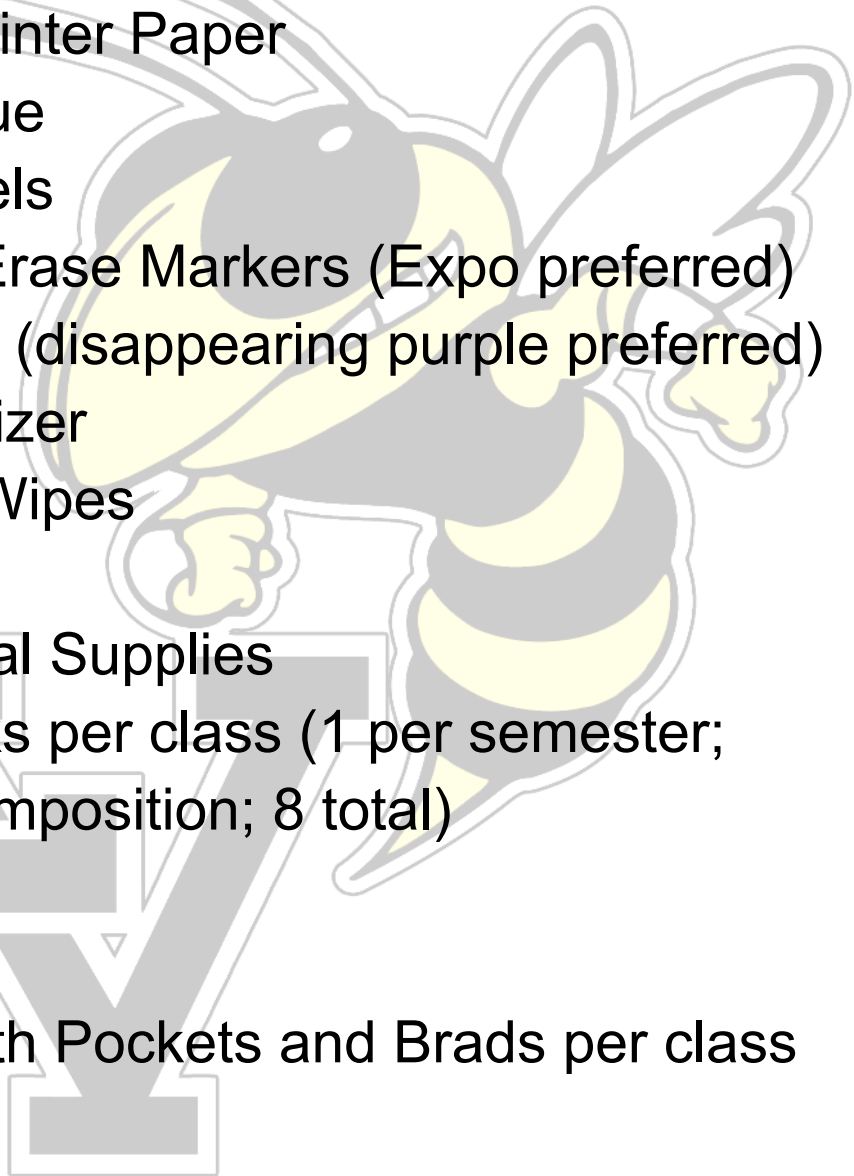 inter Paper
ue
els
Erase Markers (Expo preferred)
(disappearing purple preferred)
izer
Wipes
al Supplies
s per class (1 per semester;
mposition; 8 total)
th Pockets and Brads per class